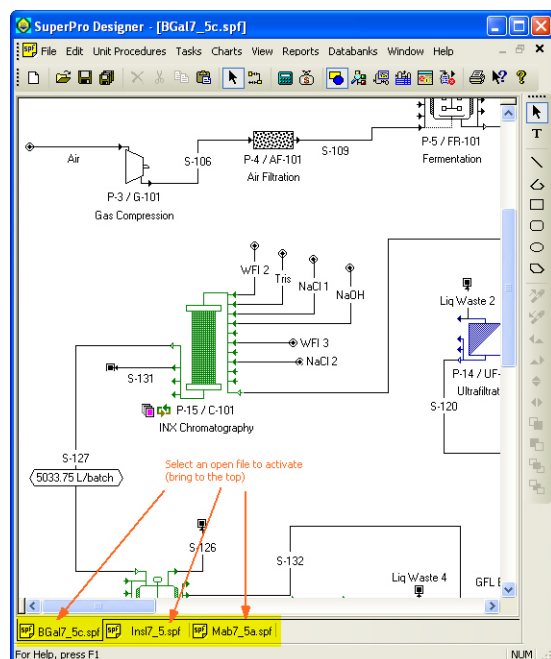 SuperPro Designer - [BGal7_5c.spf]
File Edit Unit Procedures Tasks Charts View Reports Databanks Window Help
Air
S-106
P-4 / AF-101
Air Filtration
S-109
P-5 / FR-101
Fermentation
P-3 / G-101
Gas Compression
WFI 2
Tris
NaCl 1
NaOH
Liq Waste 2
WFI 3
NaCl 2
S-131
P-14 / UF-
Ultrafiltrat
P-15 / C-101
INX Chromatography
S-120
S-127
5033.75 L/batch
Select an open file to activate
(bring to the top)
S-126
S-132
Liq Waste 4
GFL E
BGal7_5c.spf
Insl7_5.spf
Mab7_5a.spf
For Help, press F1
NUM